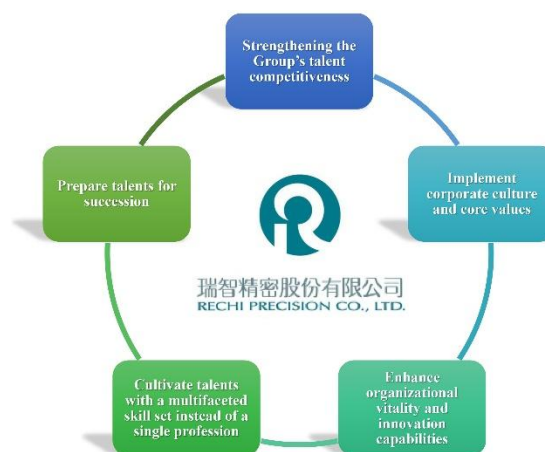 Strengthening the
Group's talent
competitiveness
Implement
corporate culture
and core values
Enhance
organizational
vitality and
innovation
capabilities
Cultivate talents
with a multifaceted
skill set instead of a
single profession
Prepare talents for
succession
瑞智精密股份有限公司
RECHI PRECISION CO., LTD.